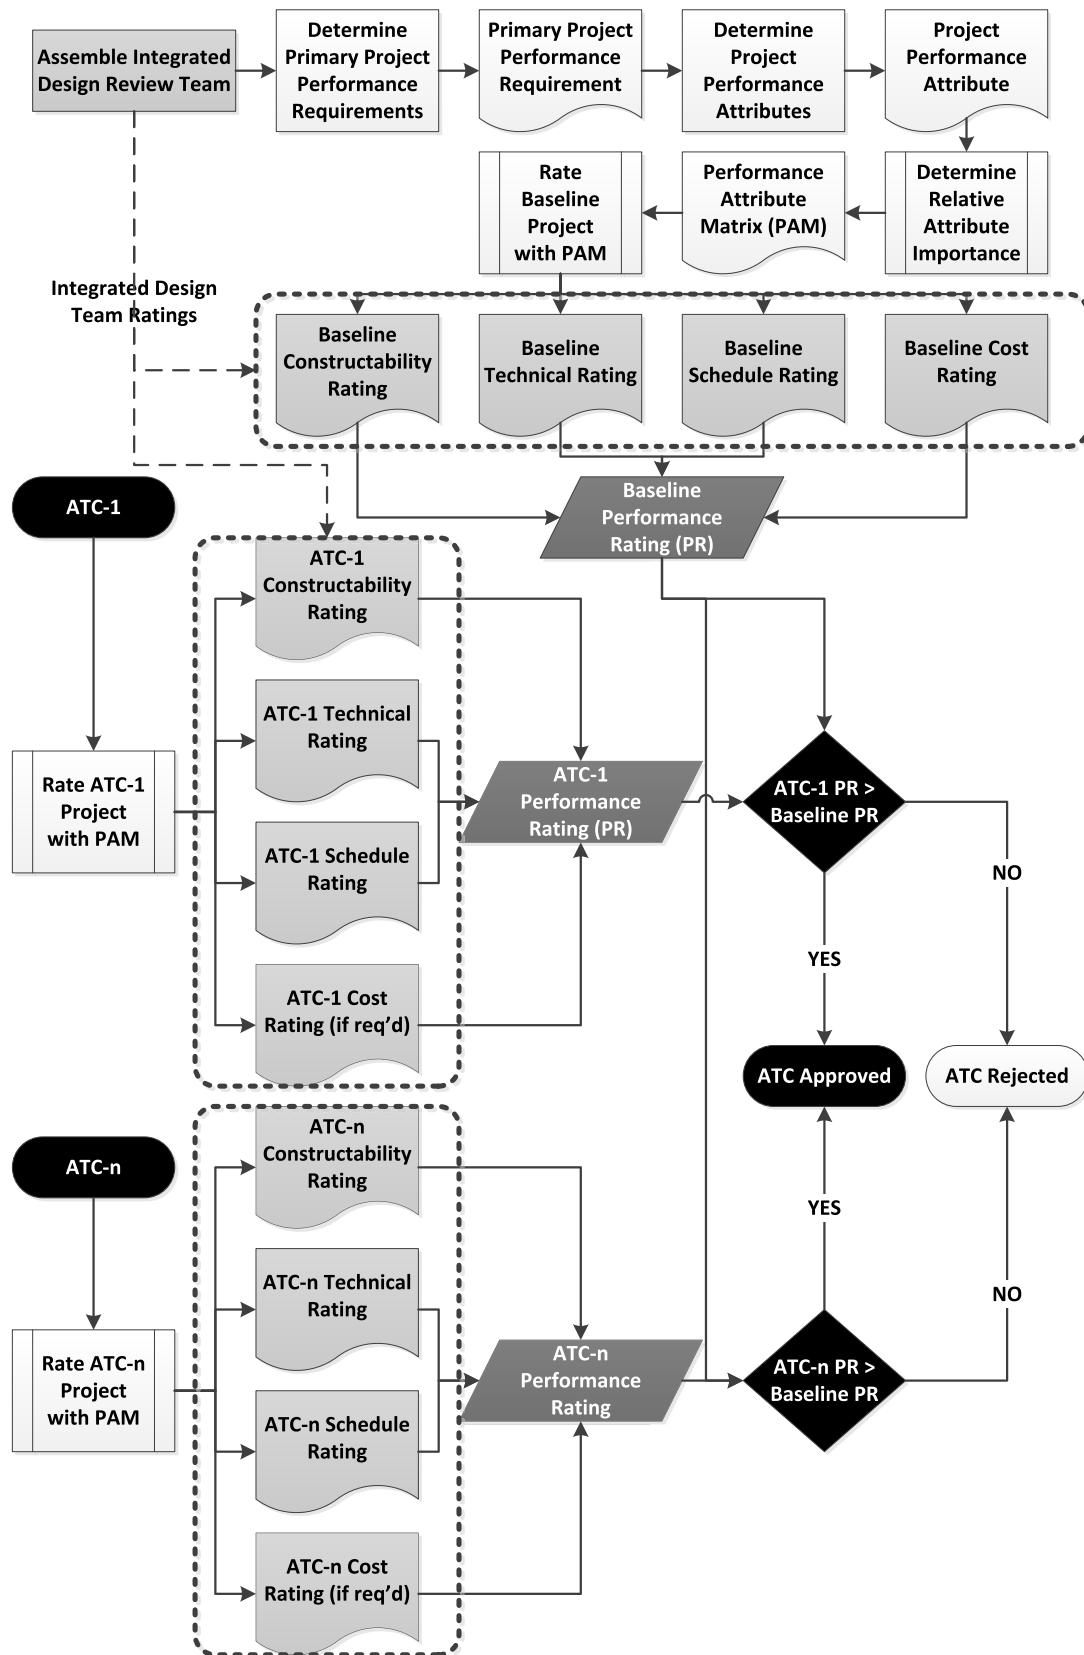 Assemble Integrated
Design Review Team
Determine
Primary Project
Performance
Requirements
Primary Project
Performance
Requirement
Determine
Project
Performance
Attributes
Project
Performance
Attribute
Rate
Baseline
Project
with PAM
Performance
Attribute
Matrix (PAM)
Determine
Relative
Attribute
Importance
Integrated Design
Team Ratings
Baseline
Constructability
Rating
Baseline
Technical Rating
Baseline
Schedule Rating
Baseline Cost
Rating
Baseline
Performance
Rating (PR)
ATC-1
ATC-1
Constructability
Rating
ATC-1 Technical
Rating
Rate ATC-1
Project
with PAM
ATC-1
Performance
Rating (PR)
ATC-1 PR >
Baseline PR
ATC-1 Schedule
Rating
NO
YES
ATC-1 Cost
Rating (if req'd)
ATC Approved
ATC Rejected
ATC-n
ATC-n
Constructability
Rating
YES
ATC-n Technical
Rating
NO
Rate ATC-n
Project
with PAM
ATC-n
Performance
Rating
ATC-n PR >
Baseline PR
ATC-n Schedule
Rating
ATC-n Cost
Rating (if req'd)